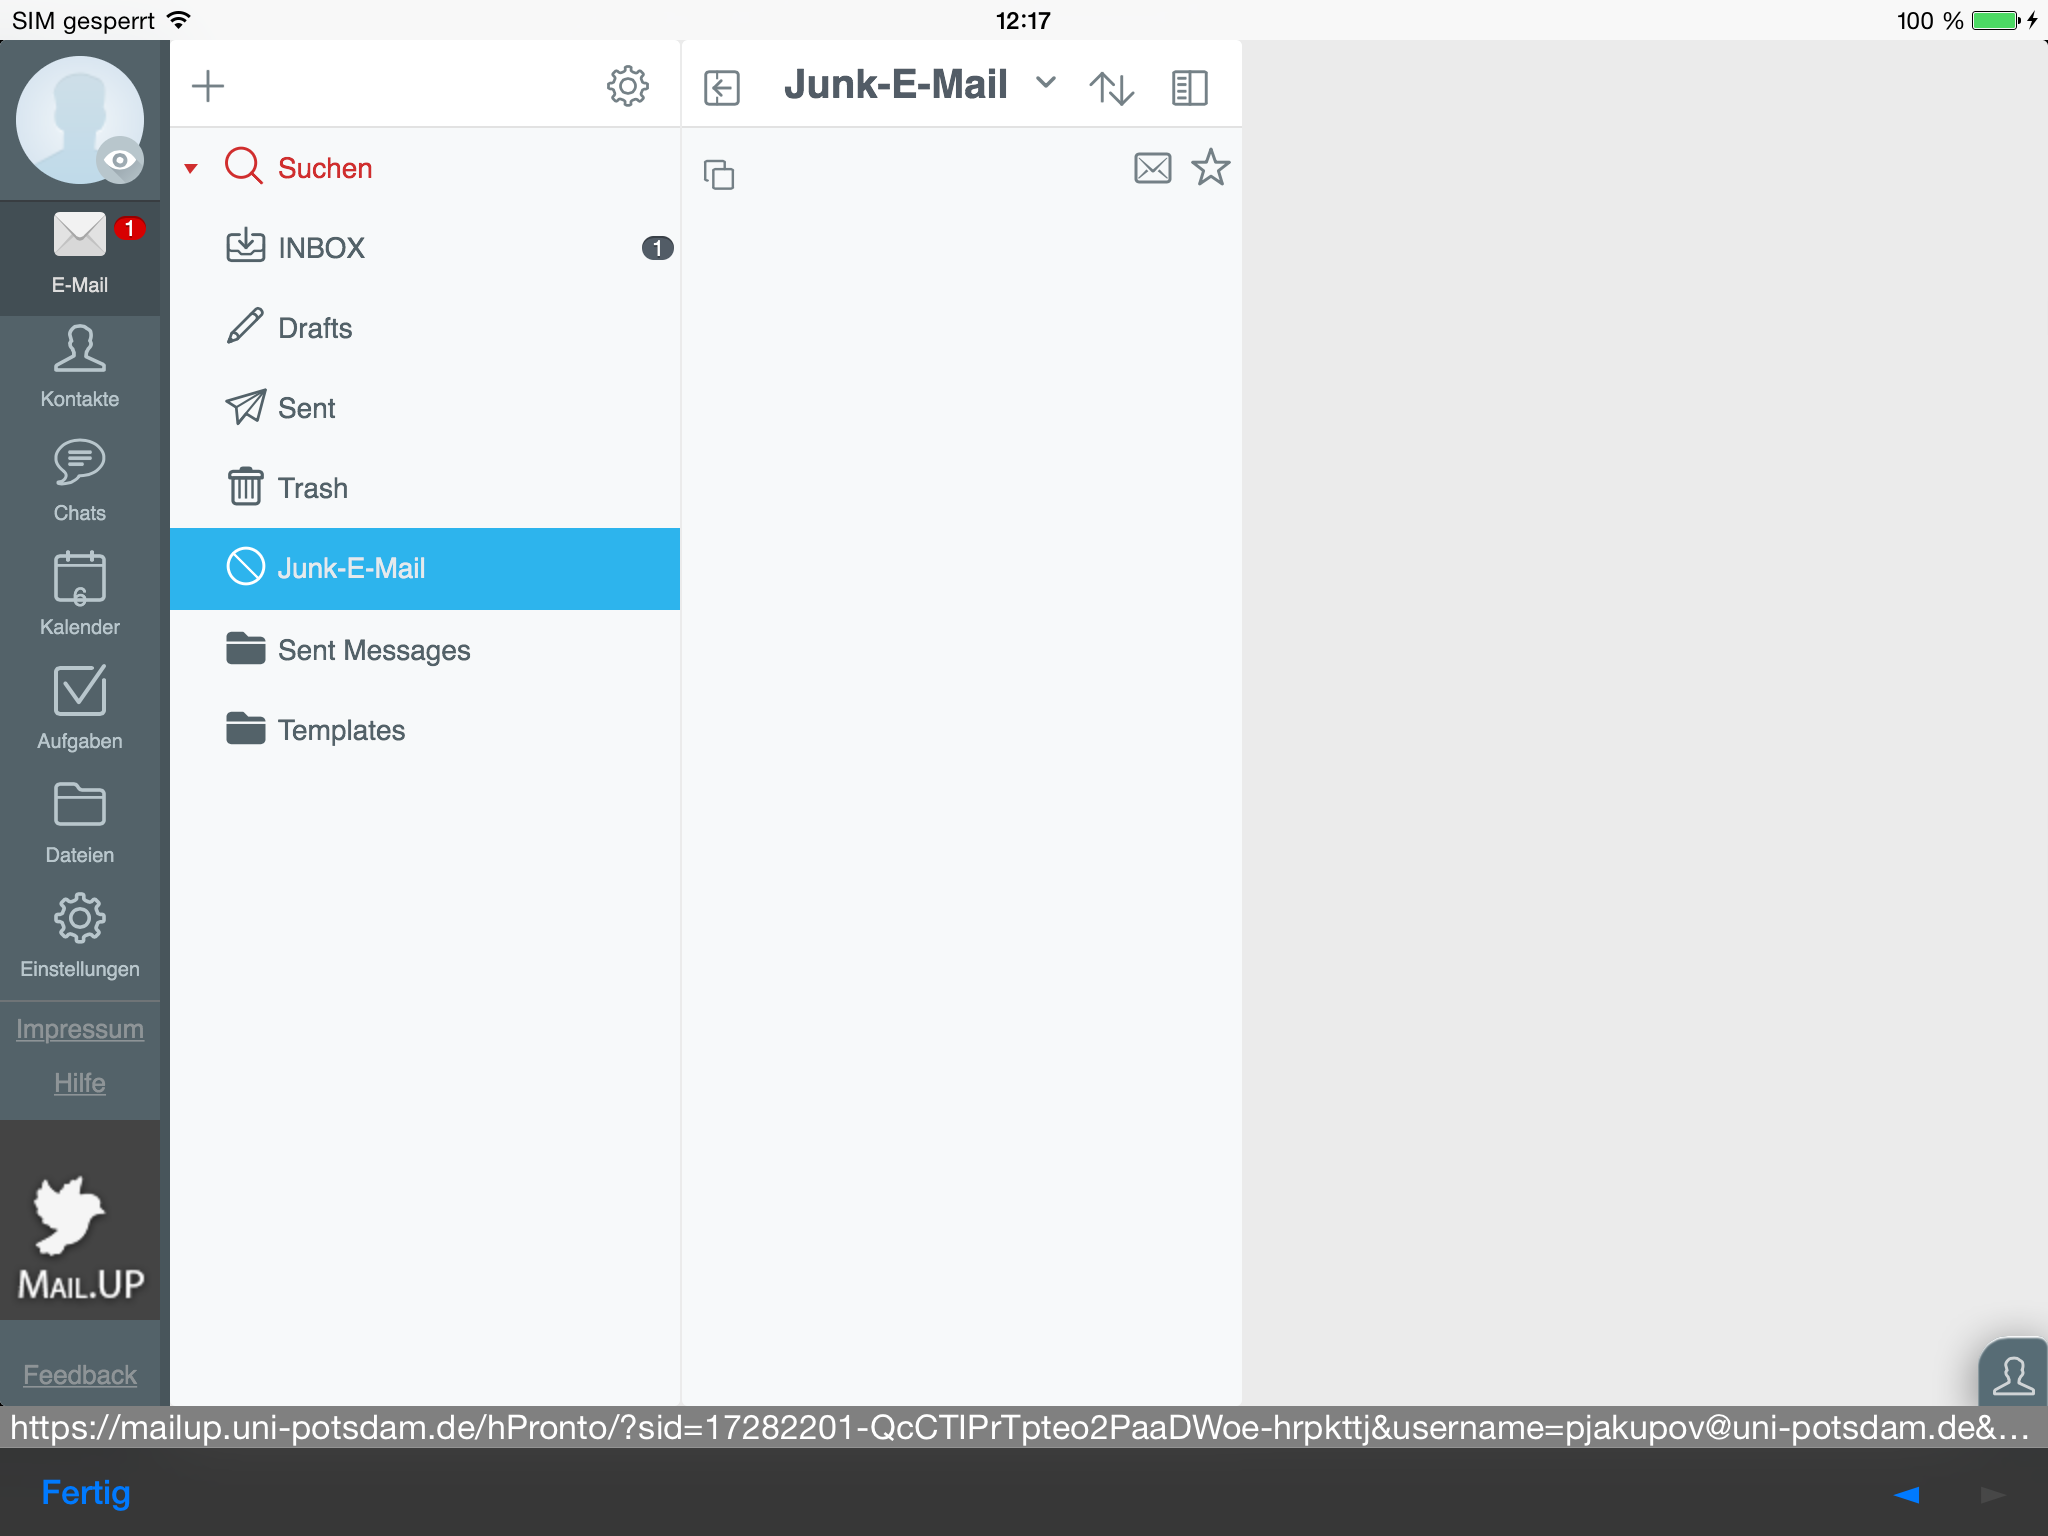 SIM gesperrt
12:17
100 %
1
E-Mail
Kontakte
Chats
6
Kalender
Aufgaben
Dateien
Einstellungen
Impressum
Hilfe
MAIL.UP
Feedback
Suchen
INBOX 1
Drafts
Sent
Trash
Junk-E-Mail
Sent Messages
Templates
Junk-E-Mail
https://mailup.uni-potsdam.de/hPronto/?sid=17282201-QcCTIPrTpteo2PaaDWoe-hrpkttj&username=pjakupov@uni-potsdam.de&...
Fertig